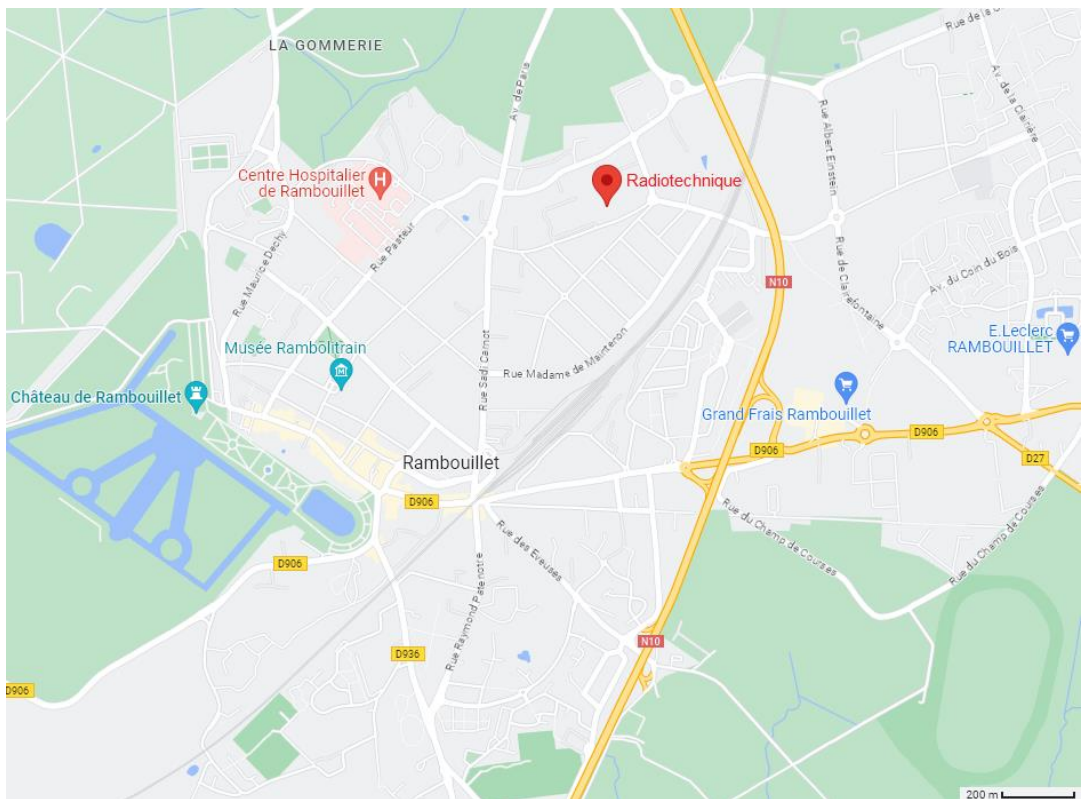 LA GOMMERIE
Rue de la
Av. de Paris
Av. de la Clairière
Rue Albert Einstein
Centre Hospitalier
de Rambouillet
H
Radiotechnique
Rue Pasteur
Rue Maurice Dechy
Av. du Coin du Bois
Rue de Clairefontaine
N10
E.Leclerc
RAMBOUILLET
Musée Rambolitrain
Rue Sadi Carnot
Rue Madame de Maintenon
Château de Rambouillet
Grand Frais Rambouillet
D906
D906
D27
Rambouillet
D906
Rue du Champ de Courses
Rue du Champ de Courses
Rue des Eveuses
D906
Rue Raymond Patenotre
N10
D936
D906
200 m